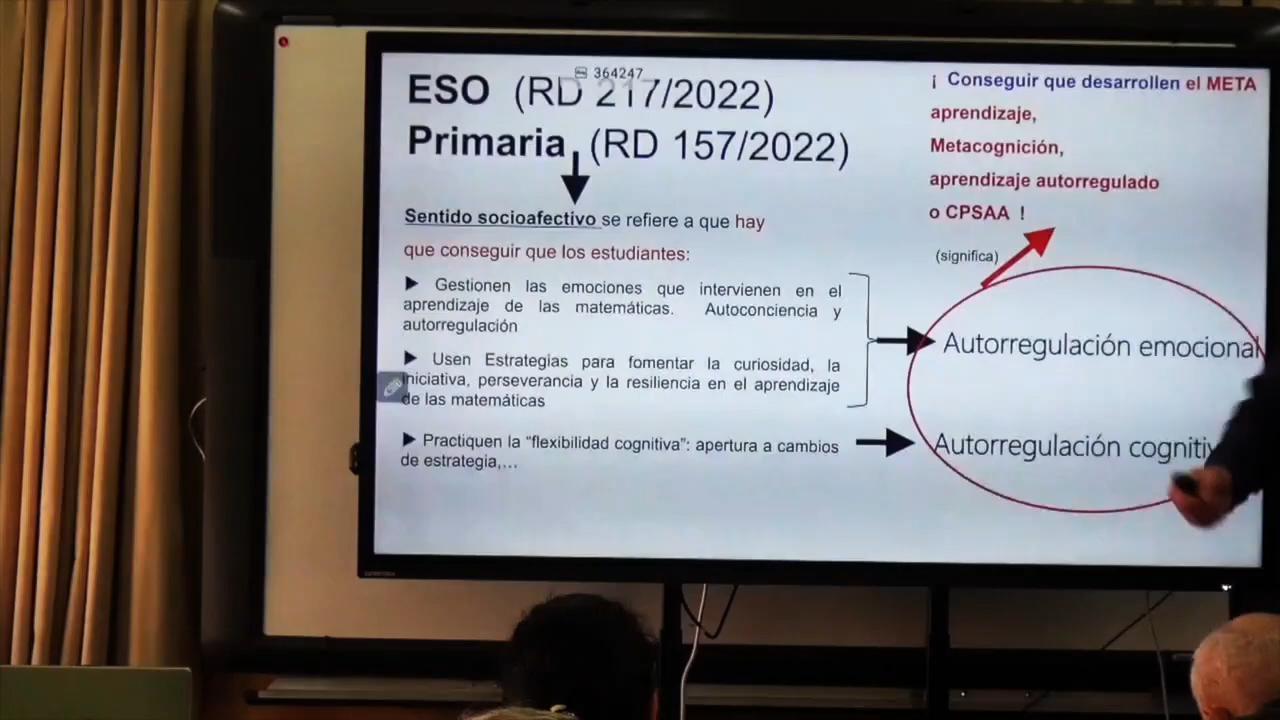 364247
ESO (RD 217/2022)
Primaria (RD 157/2022)
Sentido socioafectivo se refiere a que hay
que conseguir que los estudiantes:
► Gestionen las emociones que intervienen en el
aprendizaje de las matemáticas. Autoconciencia y
autorregulación
► Usen Estrategias para fomentar la curiosidad, la
iniciativa, perseverancia y la resiliencia en el aprendizaje
de las matemáticas
► Practiquen la “flexibilidad cognitiva”: apertura a cambios
de estrategia,...
¡ Conseguir que desarrollen el META
aprendizaje,
Metacognición,
aprendizaje autorregulado
o CPSAA !
(significa)
Autorregulación emocional
Autorregulación cogniti